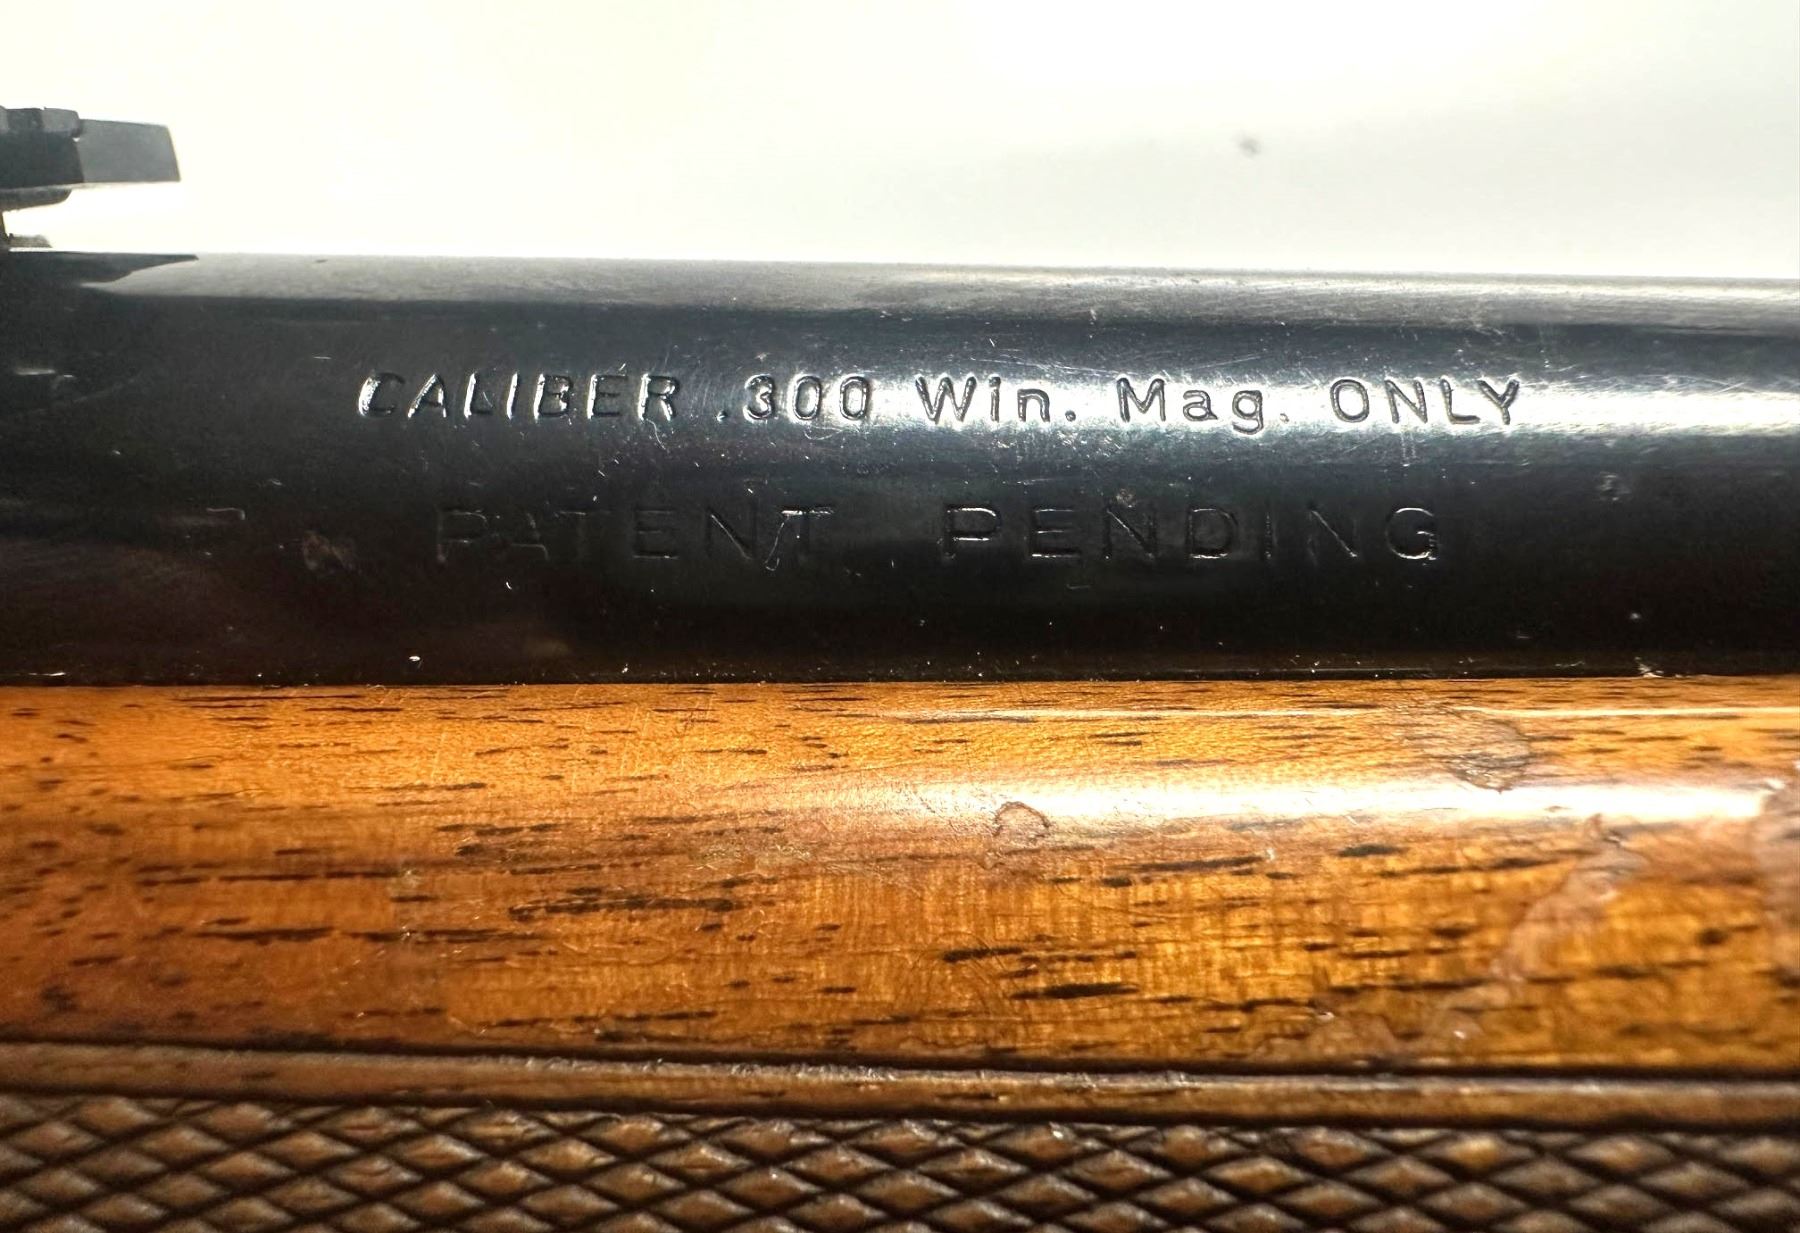 CALIBER .300 Win. Mag. ONLY
PATENT PENDING